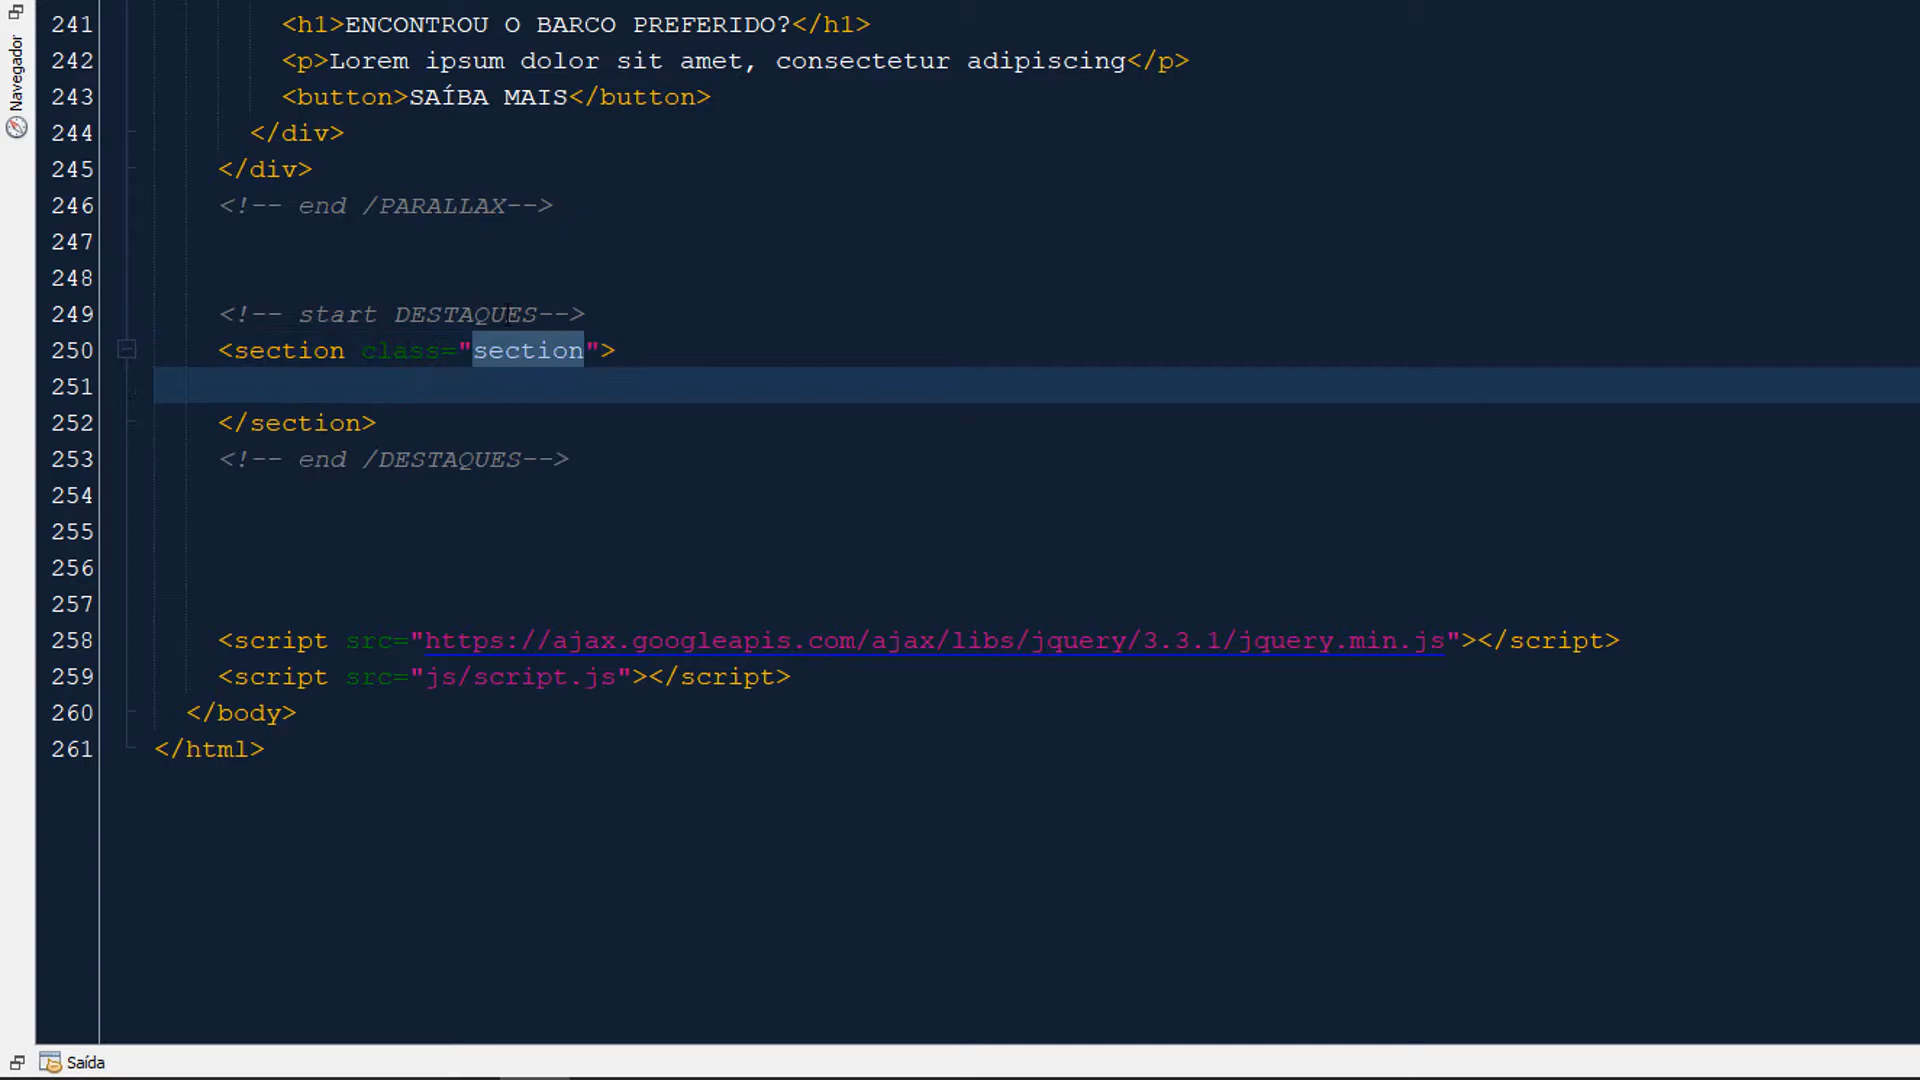 Navegador
241 <h1>ENCONTROU O BARCO PREFERIDO?</h1>
242 <p>Lorem ipsum dolor sit amet, consectetur adipiscing</p>
243 <button>SAÍBA MAIS</button>
244 </div>
245 </div>
246 <!-- end /PARALLAX-->
247
248
249 <!-- start DESTAQUES-->
250 <section class="section">
251
252 </section>
253 <!-- end /DESTAQUES-->
254
255
256
257
258 <script src="https://ajax.googleapis.com/ajax/libs/jquery/3.3.1/jquery.min.js"></script>
259 <script src="js/script.js"></script>
260 </body>
261 </html>
Saída